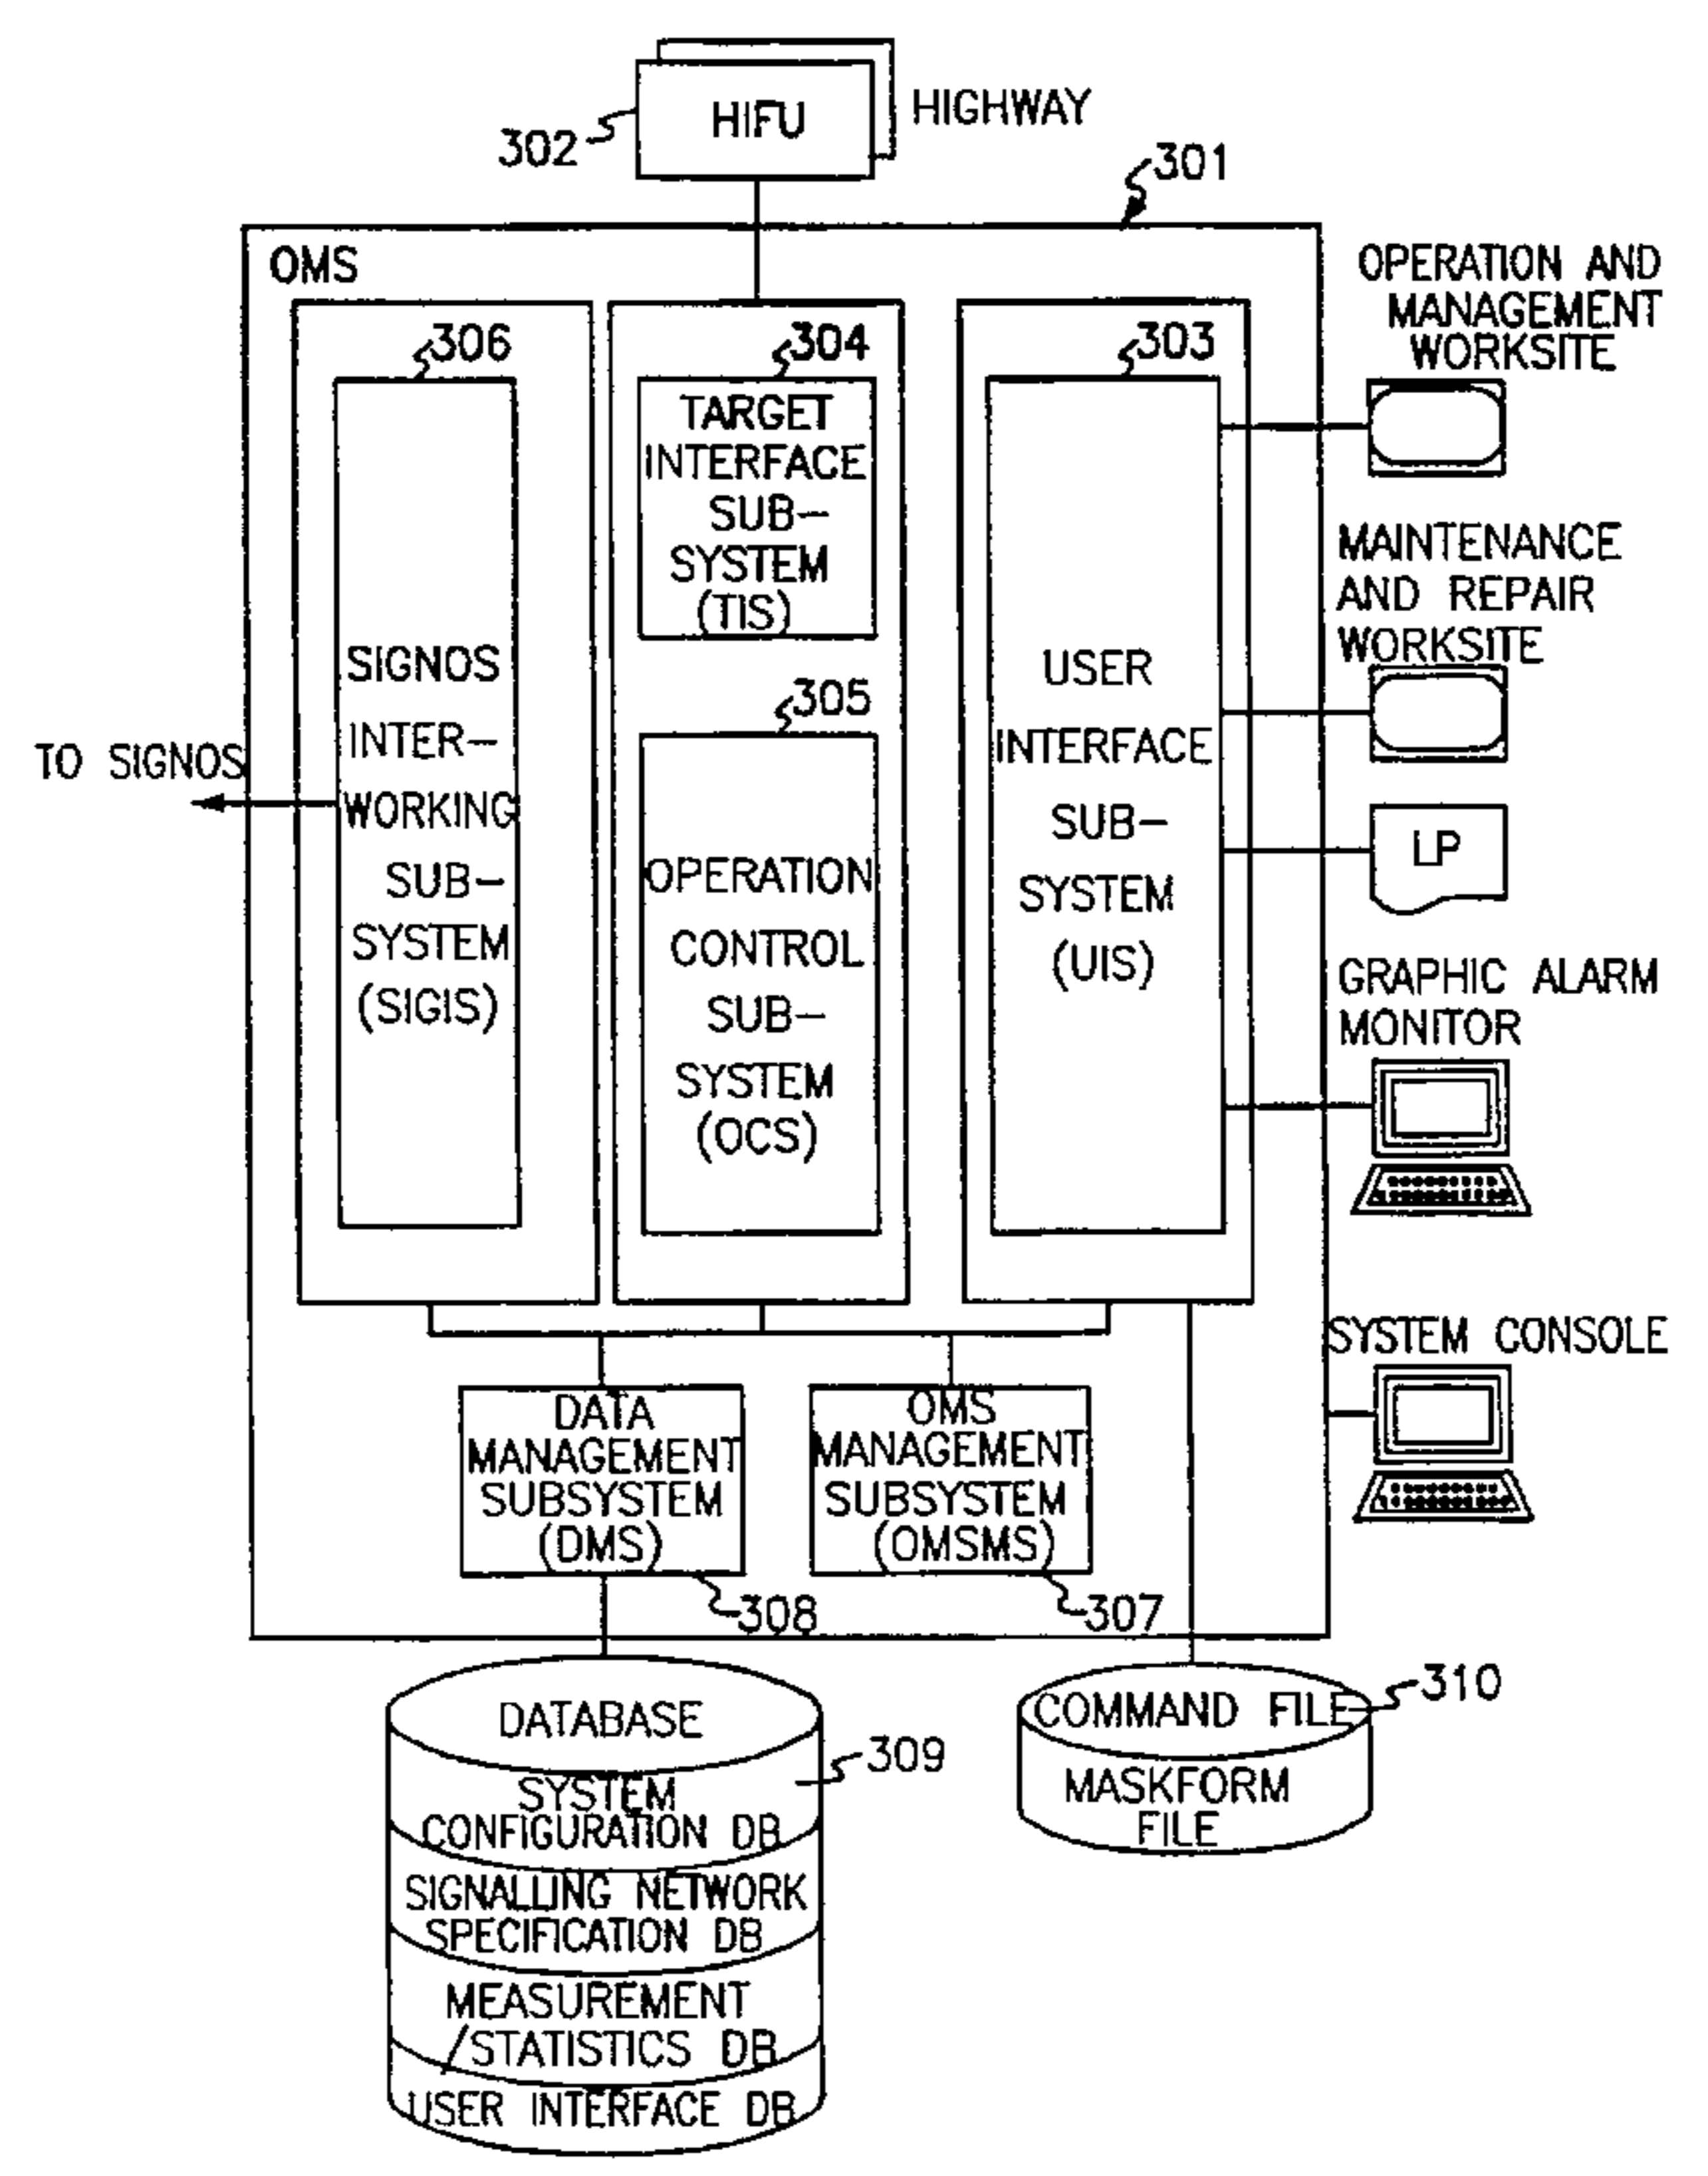 HIFU
HIGHWAY
302
301
OMS
OPERATION AND
MANAGEMENT
WORKSITE
306
SIGNOS
INTER-
WORKING
SUB-
SYSTEM
(SIGIS)
TO SIGNOS
304
TARGET
INTERFACE
SUB-
SYSTEM
(TIS)
305
OPERATION
CONTROL
SUB-
SYSTEM
(OCS)
303
USER
INTERFACE
SUB-
SYSTEM
(UIS)
MAINTENANCE
AND REPAIR
WORKSITE
LP
GRAPHIC ALARM
MONITOR
SYSTEM CONSOLE
DATA
MANAGEMENT
SUBSYSTEM
(DMS)
308
OMS
MANAGEMENT
SUBSYSTEM
(OMSMS)
307
DATABASE
309
SYSTEM
CONFIGURATION DB
SIGNALLING NETWORK
SPECIFICATION DB
MEASUREMENT
/STATISTICS DB
USER INTERFACE DB
COMMAND FILE
310
MASKFORM
FILE